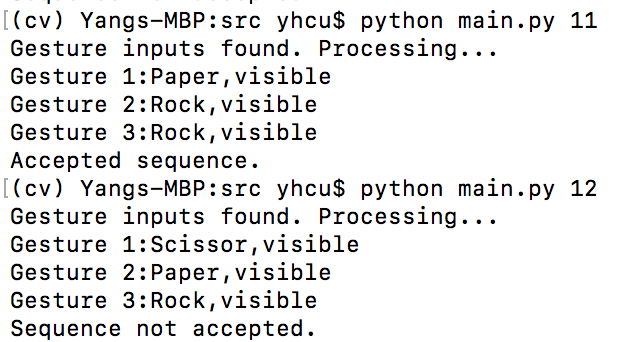 [(cv) Yangs-MBP:src yhcu$ python main.py 11
Gesture inputs found. Processing...
Gesture 1:Paper,visible
Gesture 2:Rock,visible
Gesture 3:Rock,visible
Accepted sequence.
[(cv) Yangs-MBP:src yhcu$ python main.py 12
Gesture inputs found. Processing...
Gesture 1:Scissor,visible
Gesture 2:Paper,visible
Gesture 3:Rock,visible
Sequence not accepted.